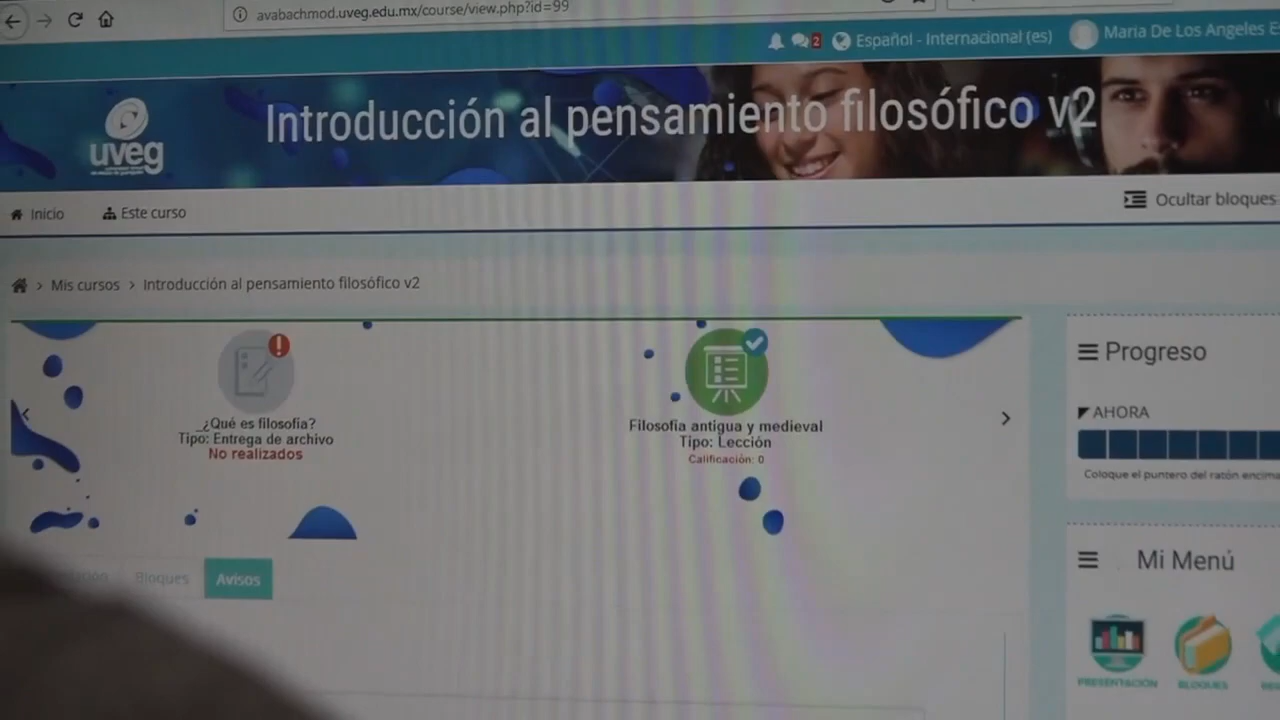 avabachmod.uveg.edu.mx/course/view.php?id=99
2 Español - Internacional (es) Maria De Los Angeles E
uveg
Introducción al pensamiento filosófico v2
Inicio Este curso
Ocultar bloques
> Mis cursos > Introducción al pensamiento filosófico v2
_¿Qué es filosofia?
Tipo: Entrega de archivo
No realizados
Filosofia antigua y medieval
Tipo: Lección
Calificación: 0
Progreso
AHORA
Coloque el puntero del ratón encima
Bloques Avisos
Mi Menú
PRESENTACIÓN BLOQUES